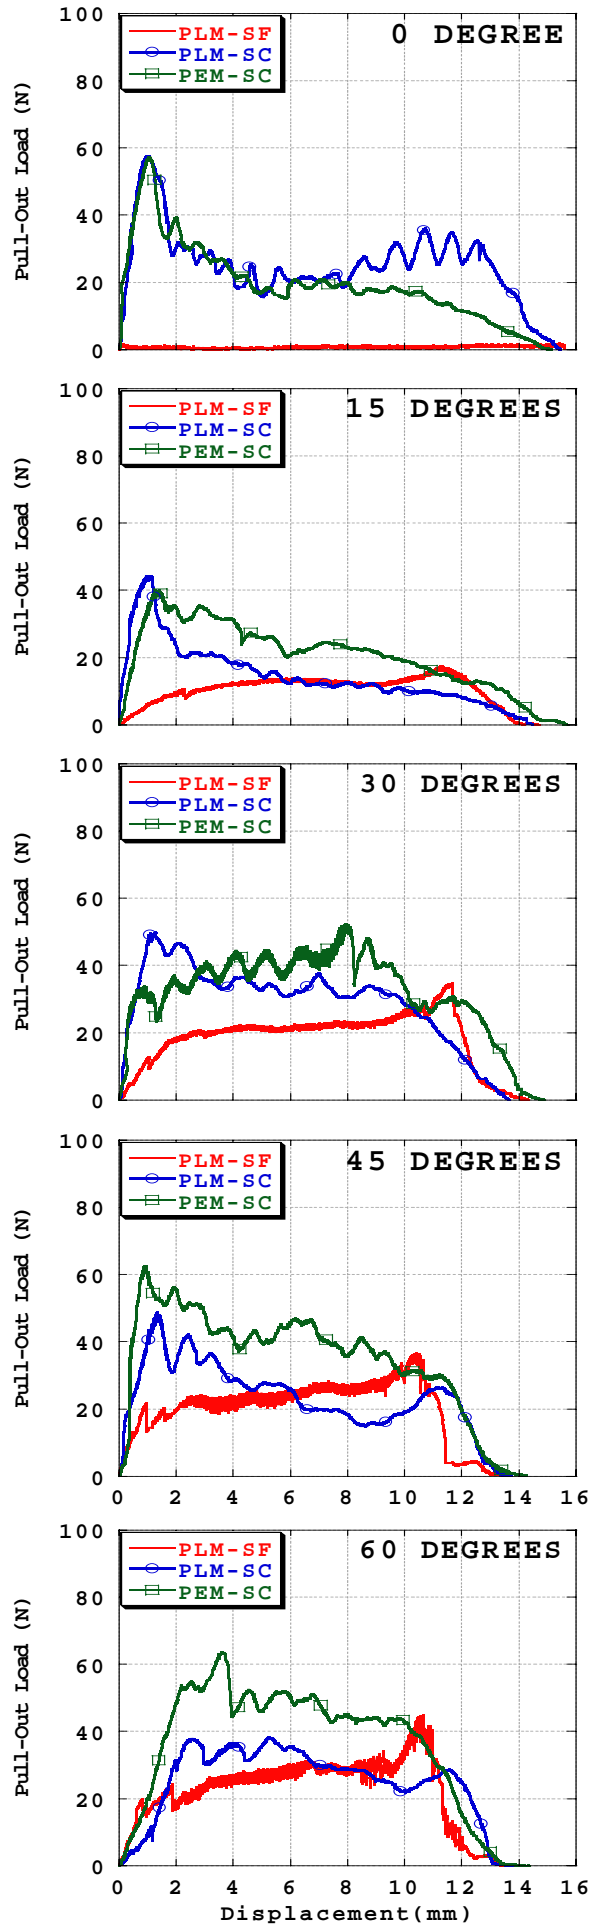 100
80
60
40
20
0
Pull-Out Load (N)
PLM-SF
PLM-SC
PEM-SC
0 DEGREE
100
80
60
40
20
0
Pull-Out Load (N)
PLM-SF
PLM-SC
PEM-SC
15 DEGREES
100
80
60
40
20
0
Pull-Out Load (N)
PLM-SF
PLM-SC
PEM-SC
30 DEGREES
100
80
60
40
20
0
Pull-Out Load (N)
PLM-SF
PLM-SC
PEM-SC
45 DEGREES
0 2 4 6 8 10 12 14 16
100
80
60
40
20
0
Pull-Out Load (N)
PLM-SF
PLM-SC
PEM-SC
60 DEGREES
0 2 4 6 8 10 12 14 16
Displacement(mm)